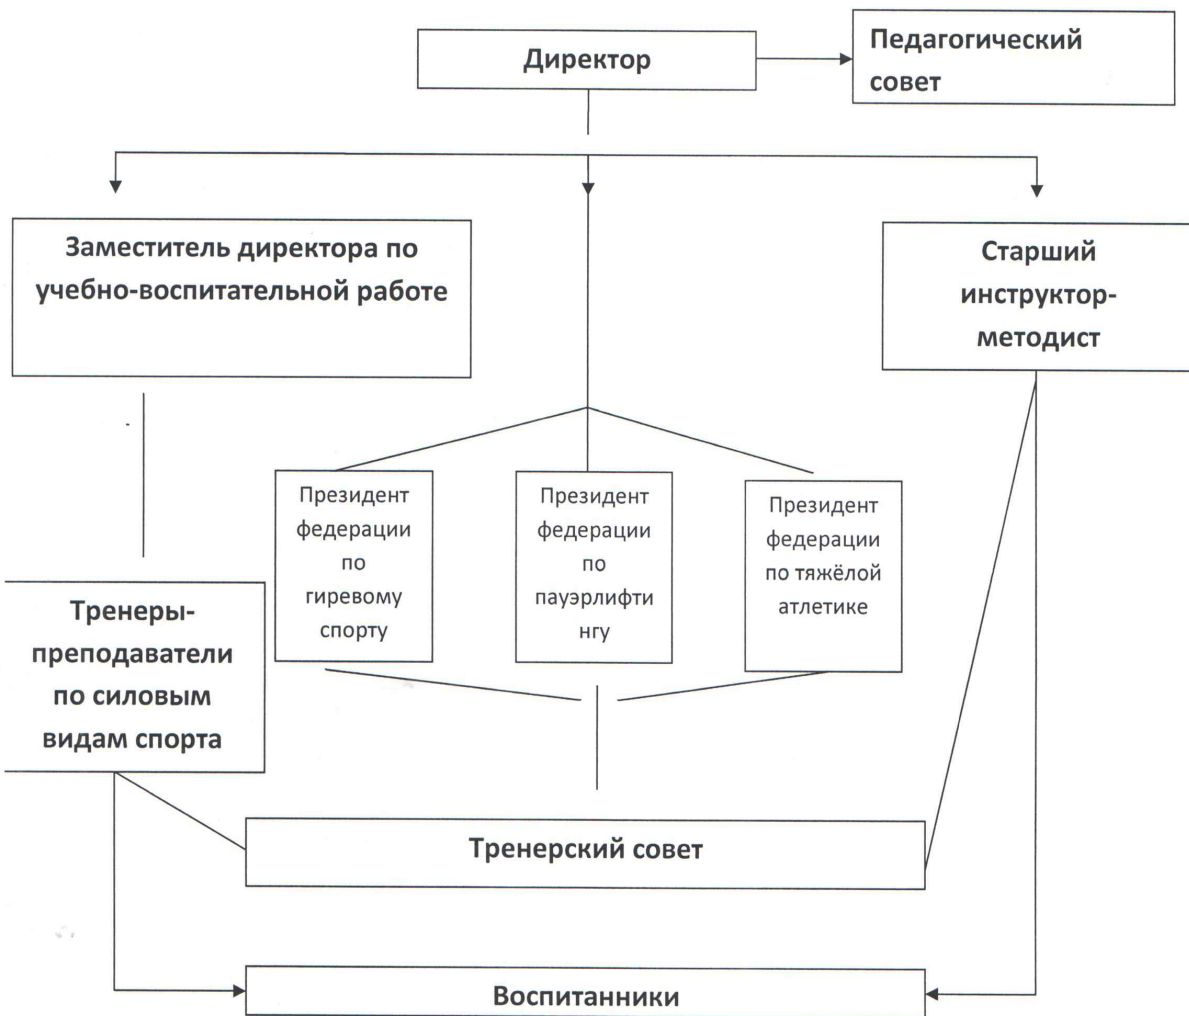 Директор
Педагогический
совет
Заместитель директора по
учебно-воспитательной работе
Старший
инструктор-
методист
Президент
федерации
по
гиревому
спорту
Президент
федерации
по
пауэрлифти
нгу
Президент
федерации
по тяжёлой
атлетике
Тренеры-
преподаватели
по силовым
видам спорта
Тренерский совет
Воспитанники